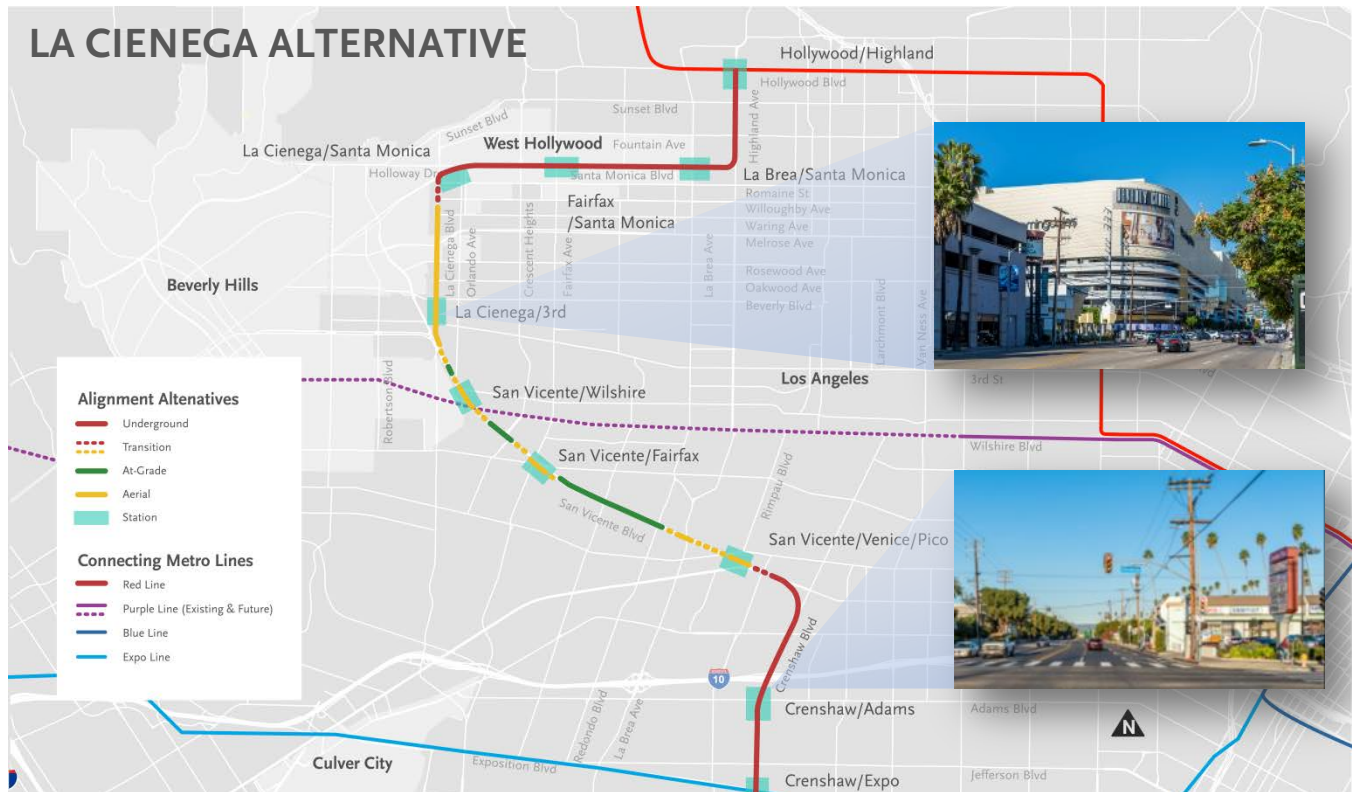 LA CIENEGA ALTERNATIVE
Hollywood/Highland
Hollywood Blvd
Sunset Blvd
Sunset Blvd
Highland Ave
West Hollywood
Fountain Ave
La Cienega/Santa Monica
Holloway Dr
Santa Monica Blvd
La Brea/Santa Monica
Romaine St
Fairfax
/Santa Monica
Willoughby Ave
Waring Ave
Melrose Ave
La Cienega Blvd
Orlando Ave
Crescent Heights
Fairfax Ave
La Brea Ave
Rosewood Ave
Oakwood Ave
Beverly Blvd
Larchmont Blvd
Van Ness Ave
BEVERLY CENTER
Beverly Hills
La Cienega/3rd
Los Angeles
3rd St
Robertson Blvd
San Vicente/Wilshire
Wilshire Blvd
San Vicente/Fairfax
San Vicente Blvd
Rimpau Blvd
San Vicente/Venice/Pico
Crenshaw Blvd
10
Crenshaw/Adams
Adams Blvd
N
Redondo Blvd
La Brea Ave
Culver City
Exposition Blvd
Crenshaw/Expo
Jefferson Blvd
Alignment Altenatives
Underground
Transition
At-Grade
Aerial
Station
Connecting Metro Lines
Red Line
Purple Line (Existing & Future)
Blue Line
Expo Line